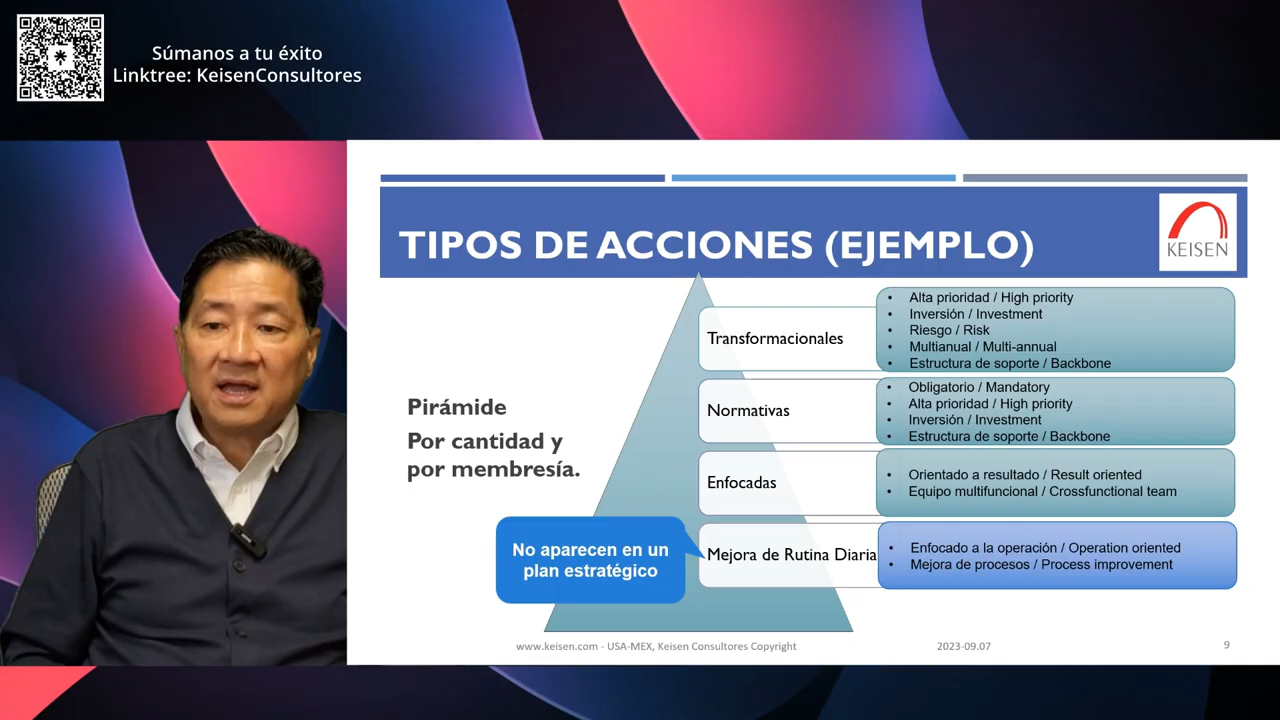 Súmanos a tu éxito
Linktree: KeisenConsultores
TIPOS DE ACCIONES (EJEMPLO)
KEISEN
Pirámide
Por cantidad y
por membresía.
Transformacionales
• Alta prioridad / High priority
• Inversión / Investment
• Riesgo / Risk
• Multianual / Multi-annual
• Estructura de soporte / Backbone
Normativas
• Obligatorio / Mandatory
• Alta prioridad / High priority
• Inversión / Investment
• Estructura de soporte / Backbone
Enfocadas
• Orientado a resultado / Result oriented
• Equipo multifuncional / Crossfunctional team
No aparecen en un
plan estratégico
Mejora de Rutina Diaria
• Enfocado a la operación / Operation oriented
• Mejora de procesos / Process improvement
www.keisen.com - USA-MEX, Keisen Consultores Copyright
2023-09.07
9